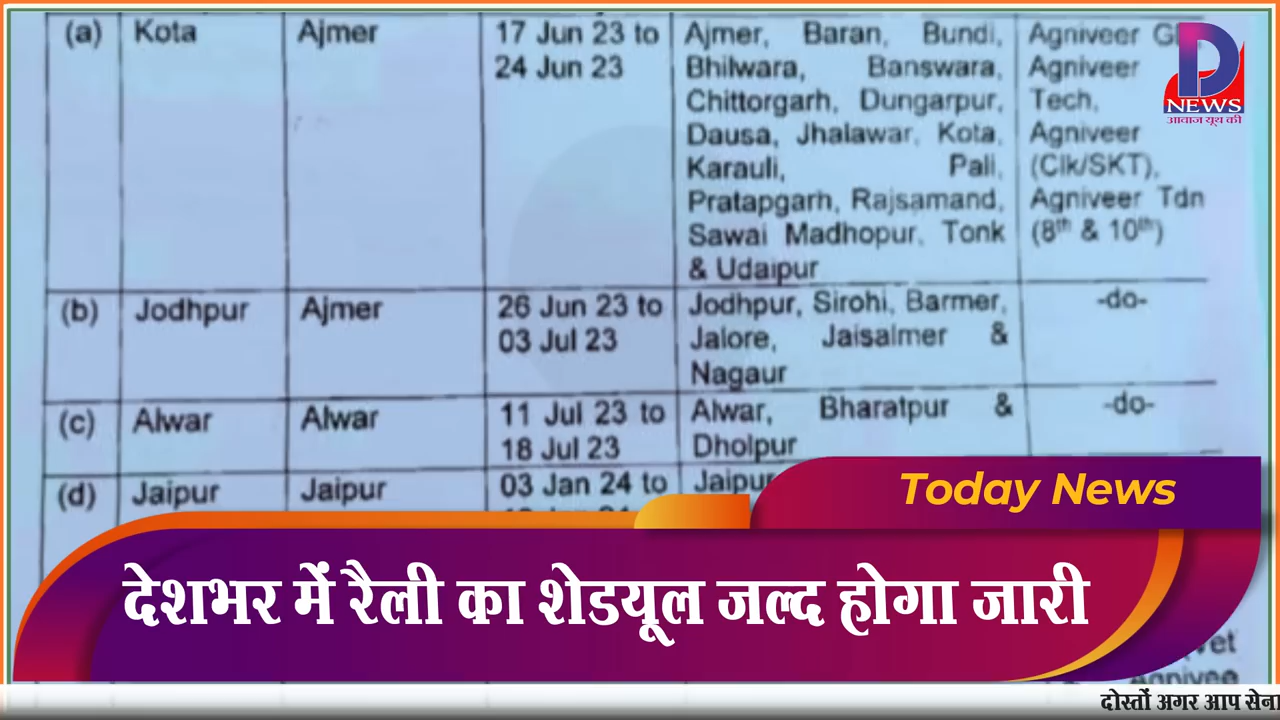 (a) Kota Ajmer 17 Jun 23 to Ajmer, Baran, Bundi, Agniveer
24 Jun 23 Bhilwara, Banswara, Agniveer
Chittorgarh, Dungarpur, Tech,
Dausa, Jhalawar, Kota, Agniveer
Karauli, Pali, (Clk/SKT),
Pratapgarh, Rajsamand, Agniveer Tdn
Sawai Madhopur, Tonk (8th & 10th)
& Udaipur
D
NEWS
आवाज यूथ की
(b) Jodhpur Ajmer 26 Jun 23 to Jodhpur, Sirohi, Barmer, -do-
03 Jul 23 Jalore, Jaisalmer &
Nagaur
(c) Alwar Alwar 11 Jul 23 to Alwar, Bharatpur & -do-
18 Jul 23 Dholpur
(d) Jaipur Jaipur 03 Jan 24 to Jaipur
Today News
देशभर में रैली का शेडयूल जल्द होगा जारी
दोस्तों अगर आप सेना